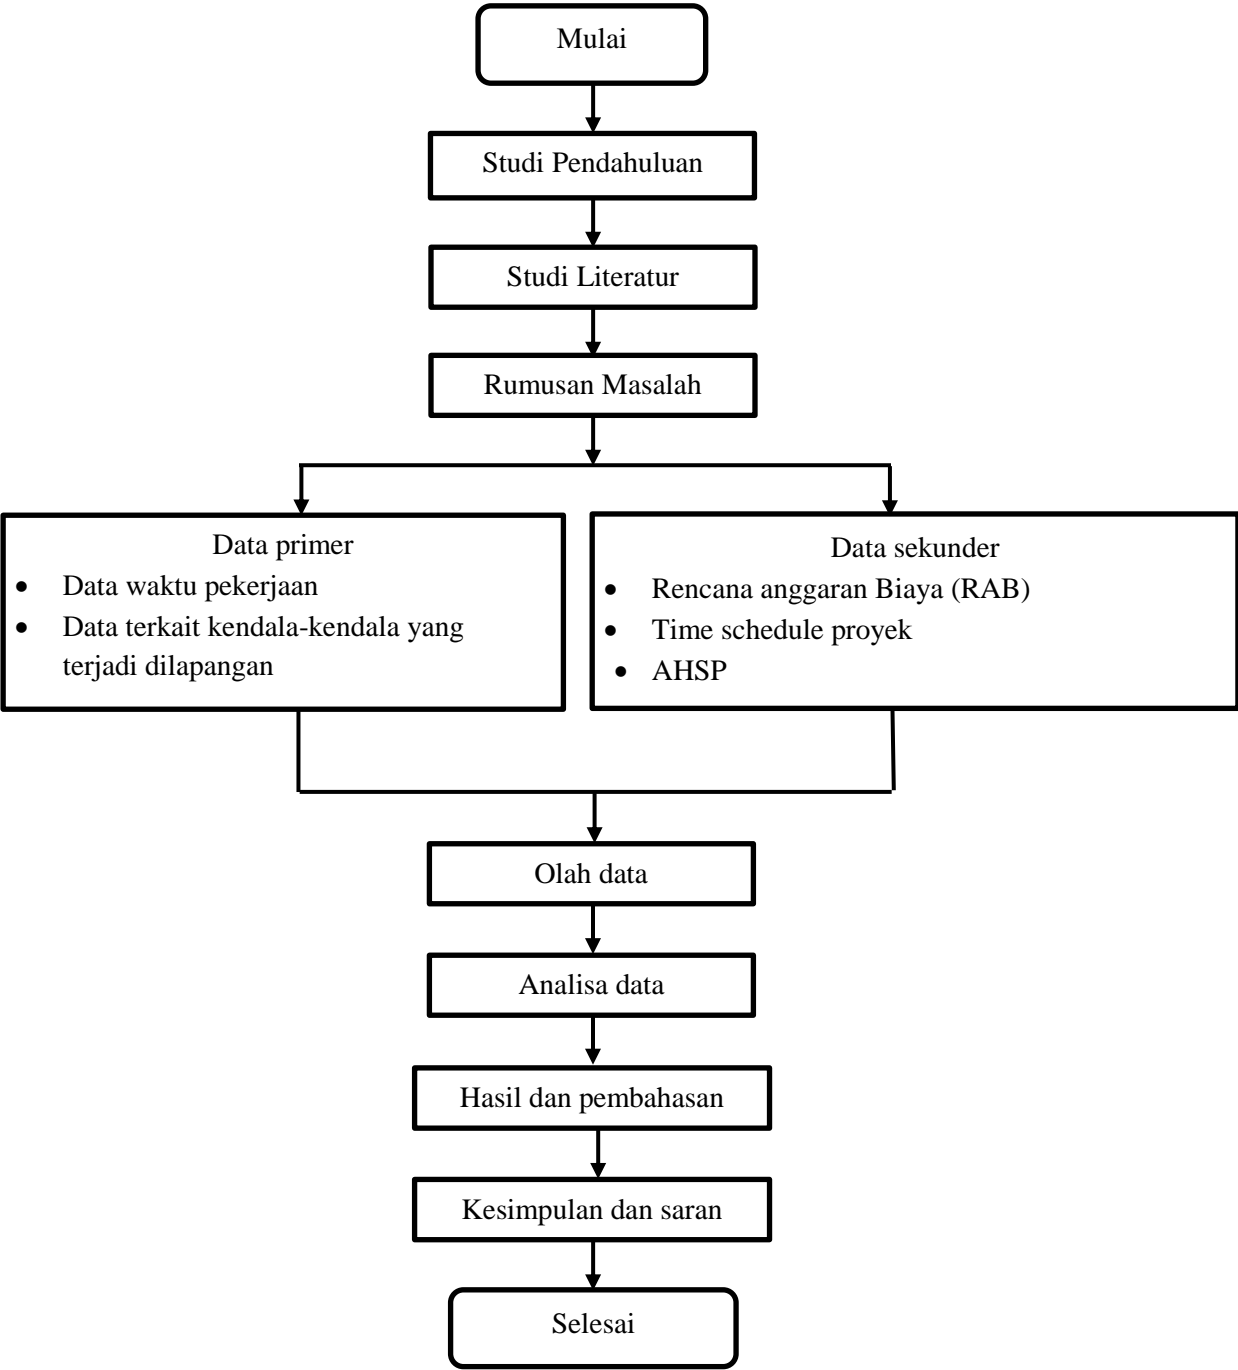 Mulai
Studi Pendahuluan
Studi Literatur
Rumusan Masalah
Data primer
• Data waktu pekerjaan
• Data terkait kendala-kendala yang
terjadi dilapangan
Data sekunder
• Rencana anggaran Biaya (RAB)
• Time schedule proyek
• AHSP
Olah data
Analisa data
Hasil dan pembahasan
Kesimpulan dan saran
Selesai